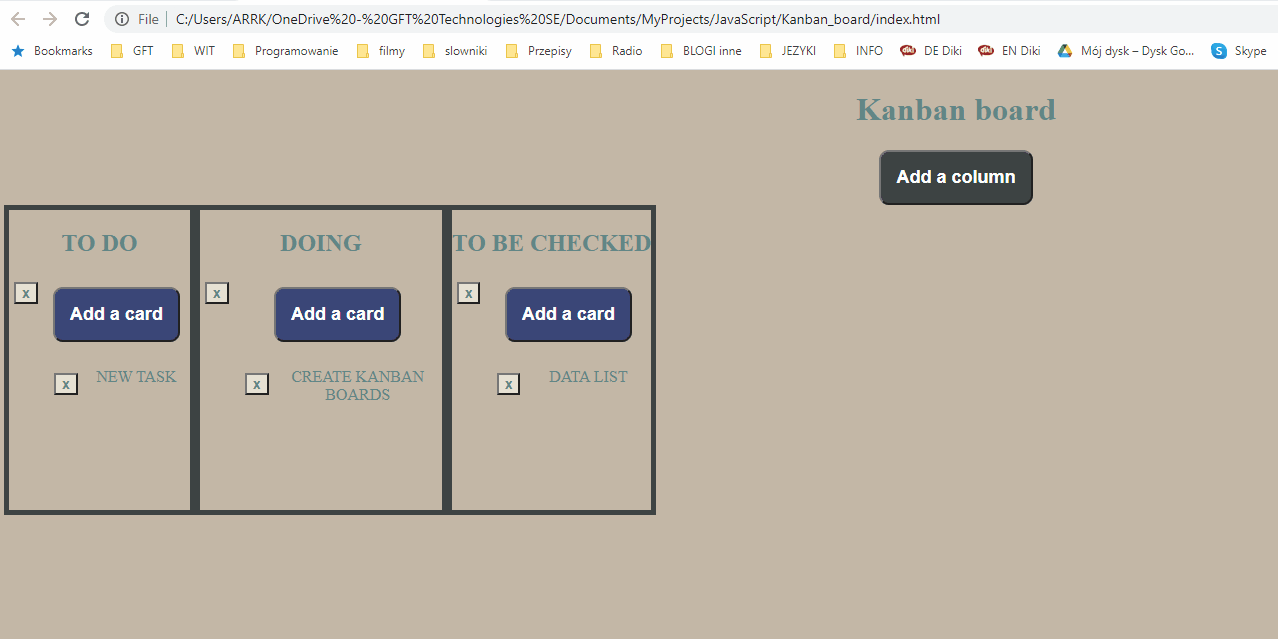 File C:/Users/ARRK/OneDrive%20-%20GFT%20Technologies%20SE/Documents/MyProjects/JavaScript/Kanban_board/index.html
Bookmarks GFT WIT Programowanie filmy slowniki Przepisy Radio BLOGI inne JEZYKI INFO diki DE Diki diki EN Diki Mój dysk – Dysk Go... S Skype
Kanban board
Add a column
TO DO DOING TO BE CHECKED
x Add a card x Add a card x Add a card
x NEW TASK x CREATE KANBAN x DATA LIST
BOARDS